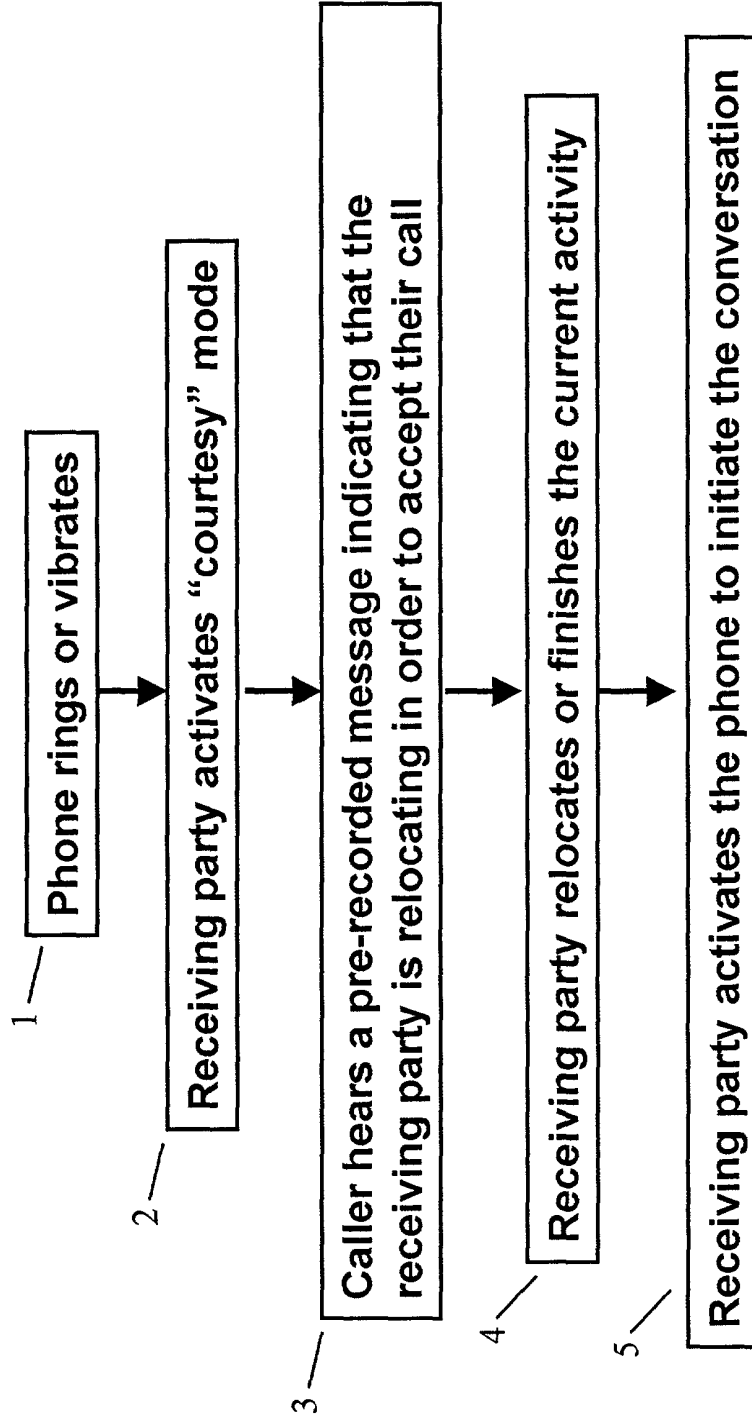 1
Phone rings or vibrates
2
Receiving party activates “courtesy” mode
3
Caller hears a pre-recorded message indicating that the
receiving party is relocating in order to accept their call
4
Receiving party relocates or finishes the current activity
5
Receiving party activates the phone to initiate the conversation